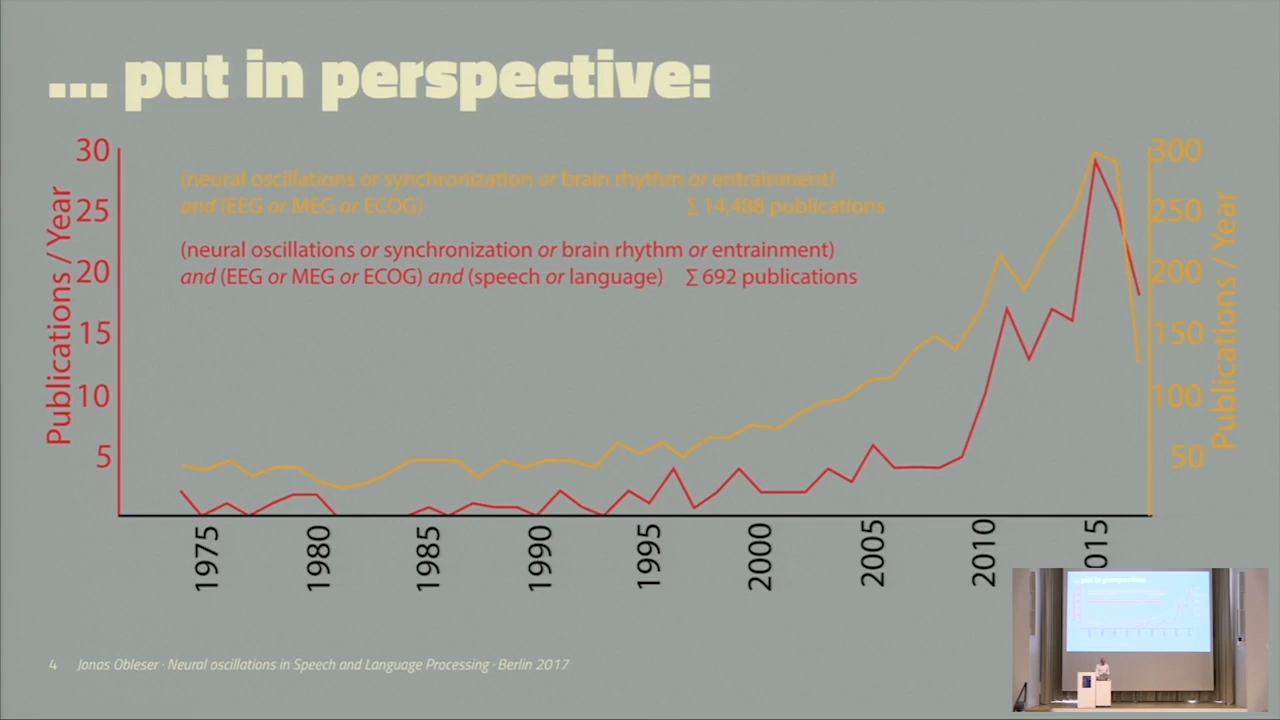 ... put in perspective:
30
25
20
15
10
5
Publications / Year
(neural oscillations or synchronization or brain rhythm or entrainment)
and (EEG or MEG or ECOG) Σ 14,488 publications
(neural oscillations or synchronization or brain rhythm or entrainment)
and (EEG or MEG or ECOG) and (speech or language) Σ 692 publications
300
250
200
150
100
50
Publications / Year
1975
1980
1985
1990
1995
2000
2005
2010
015
4 Jonas Obleser · Neural oscillations in Speech and Language Processing · Berlin 2017
... put in perspective: